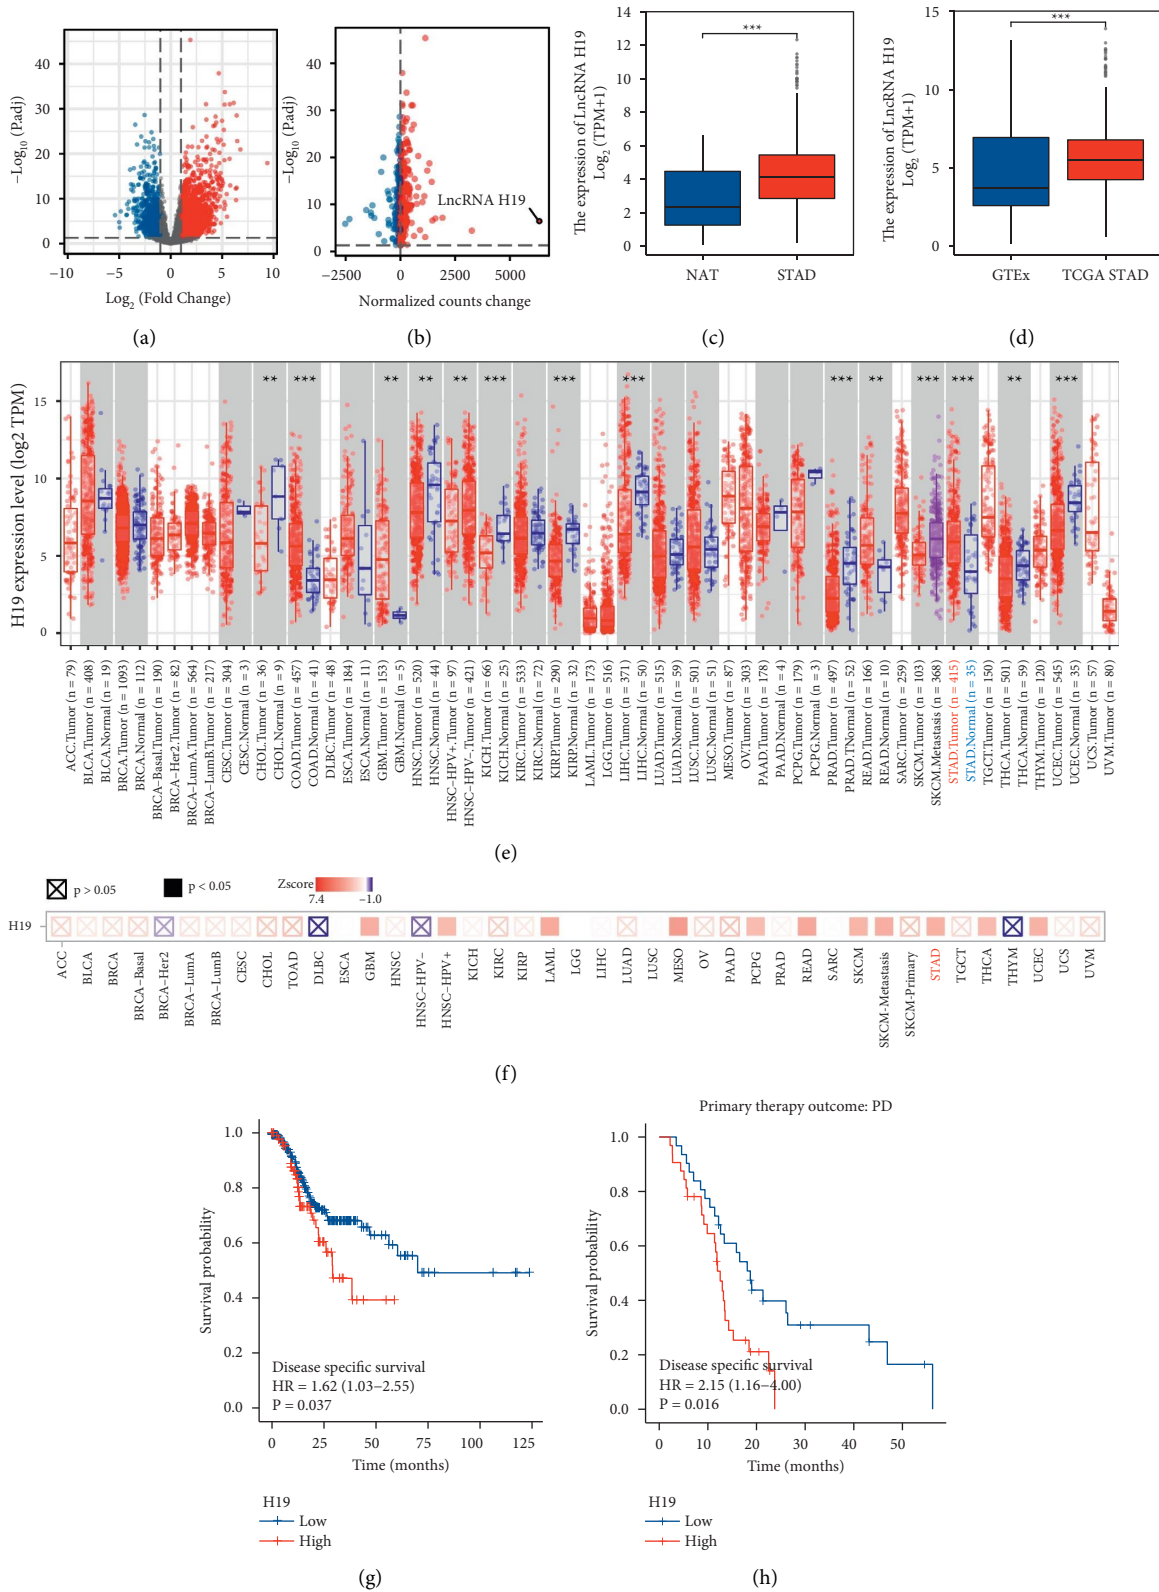 −Log10 (P.adj)
40
30
20
10
0
−10
−5
0
5
10
Log2 (Fold Change)
(a)
−Log10 (P.adj)
40
30
20
10
0
LncRNA H19
−2500
0
2500
5000
Normalized counts change
(b)
The expression of LncRNA H19
Log2 (TPM+1)
14
12
10
8
6
4
2
0
***
NAT
STAD
(c)
The expression of LncRNA H19
Log2 (TPM+1)
15
10
5
0
***
GTEx
TCGA STAD
(d)
H19 expression level (log2 TPM)
15
10
5
0
** *** ** ** ** *** *** *** *** ** *** *** ** ***
ACC.Tumor (n = 79)
BLCA.Tumor (n = 408)
BLCA.Normal (n = 19)
BRCA.Tumor (n = 1093)
BRCA.Normal (n = 112)
BRCA−Basal.Tumor (n = 190)
BRCA−Her2.Tumor (n = 82)
BRCA−LumA.Tumor (n = 564)
BRCA−LumB.Tumor (n = 217)
CESC.Tumor (n = 304)
CESC.Normal (n = 3)
CHOL.Tumor (n = 36)
CHOL.Normal (n = 9)
COAD.Tumor (n = 457)
COAD.Normal (n = 41)
DLBC.Tumor (n = 48)
ESCA.Tumor (n = 184)
ESCA.Normal (n = 11)
GBM.Tumor (n = 153)
GBM.Normal (n = 5)
HNSC.Tumor (n = 520)
HNSC.Normal (n = 44)
HNSC−HPV+.Tumor (n = 97)
HNSC−HPV−.Tumor (n = 421)
KICH.Tumor (n = 66)
KICH.Normal (n = 25)
KIRC.Tumor (n = 533)
KIRC.Normal (n = 72)
KIRP.Tumor (n = 290)
KIRP.Normal (n = 32)
LAML.Tumor (n = 173)
LGG.Tumor (n = 516)
LIHC.Tumor (n = 371)
LIHC.Normal (n = 50)
LUAD.Tumor (n = 515)
LUAD.Normal (n = 59)
LUSC.Tumor (n = 501)
LUSC.Normal (n = 51)
MESO.Tumor (n = 87)
OV.Tumor (n = 303)
PAAD.Tumor (n = 178)
PAAD.Normal (n = 4)
PCPG.Tumor (n = 179)
PCPG.Normal (n = 3)
PRAD.Tumor (n = 497)
PRAD.TNormal (n = 52)
READ.Tumor (n = 166)
READ.Normal (n = 10)
SARC.Tumor (n = 259)
SKCM.Tumor (n = 103)
SKCM.Metastasis (n = 368)
STAD.Tumor (n = 415)
STAD.Normal (n = 35)
TGCT.Tumor (n = 150)
THCA.Tumor (n = 501)
THCA.Normal (n = 59)
THYM.Tumor (n = 120)
UCEC.Tumor (n = 545)
UCEC.Normal (n = 35)
UCS.Tumor (n = 57)
UVM.Tumor (n = 80)
(e)
p > 0.05
p < 0.05
Zscore
7.4
−1.0
H19
ACC
BLCA
BRCA
BRCA−Basal
BRCA−Her2
BRCA−LumA
BRCA−LumB
CESC
CHOL
TOAD
DLBC
ESCA
GBM
HNSC
HNSC−HPV−
HNSC−HPV+
KICH
KIRC
KIRP
LAML
LGG
LIHC
LUAD
LUSC
MESO
OV
PAAD
PCPG
PRAD
READ
SARC
SKCM
SKCM-Metastasis
SKCM-Primary
STAD
TGCT
THCA
THYM
UCEC
UCS
UVM
(f)
Survival probability
1.0
0.8
0.6
0.4
0.2
0.0
Disease specific survival
HR = 1.62 (1.03−2.55)
P = 0.037
0
25
50
75
100
125
Time (months)
H19
Low
High
(g)
Primary therapy outcome: PD
Survival probability
1.0
0.8
0.6
0.4
0.2
0.0
Disease specific survival
HR = 2.15 (1.16−4.00)
P = 0.016
0
10
20
30
40
50
Time (months)
H19
Low
High
(h)